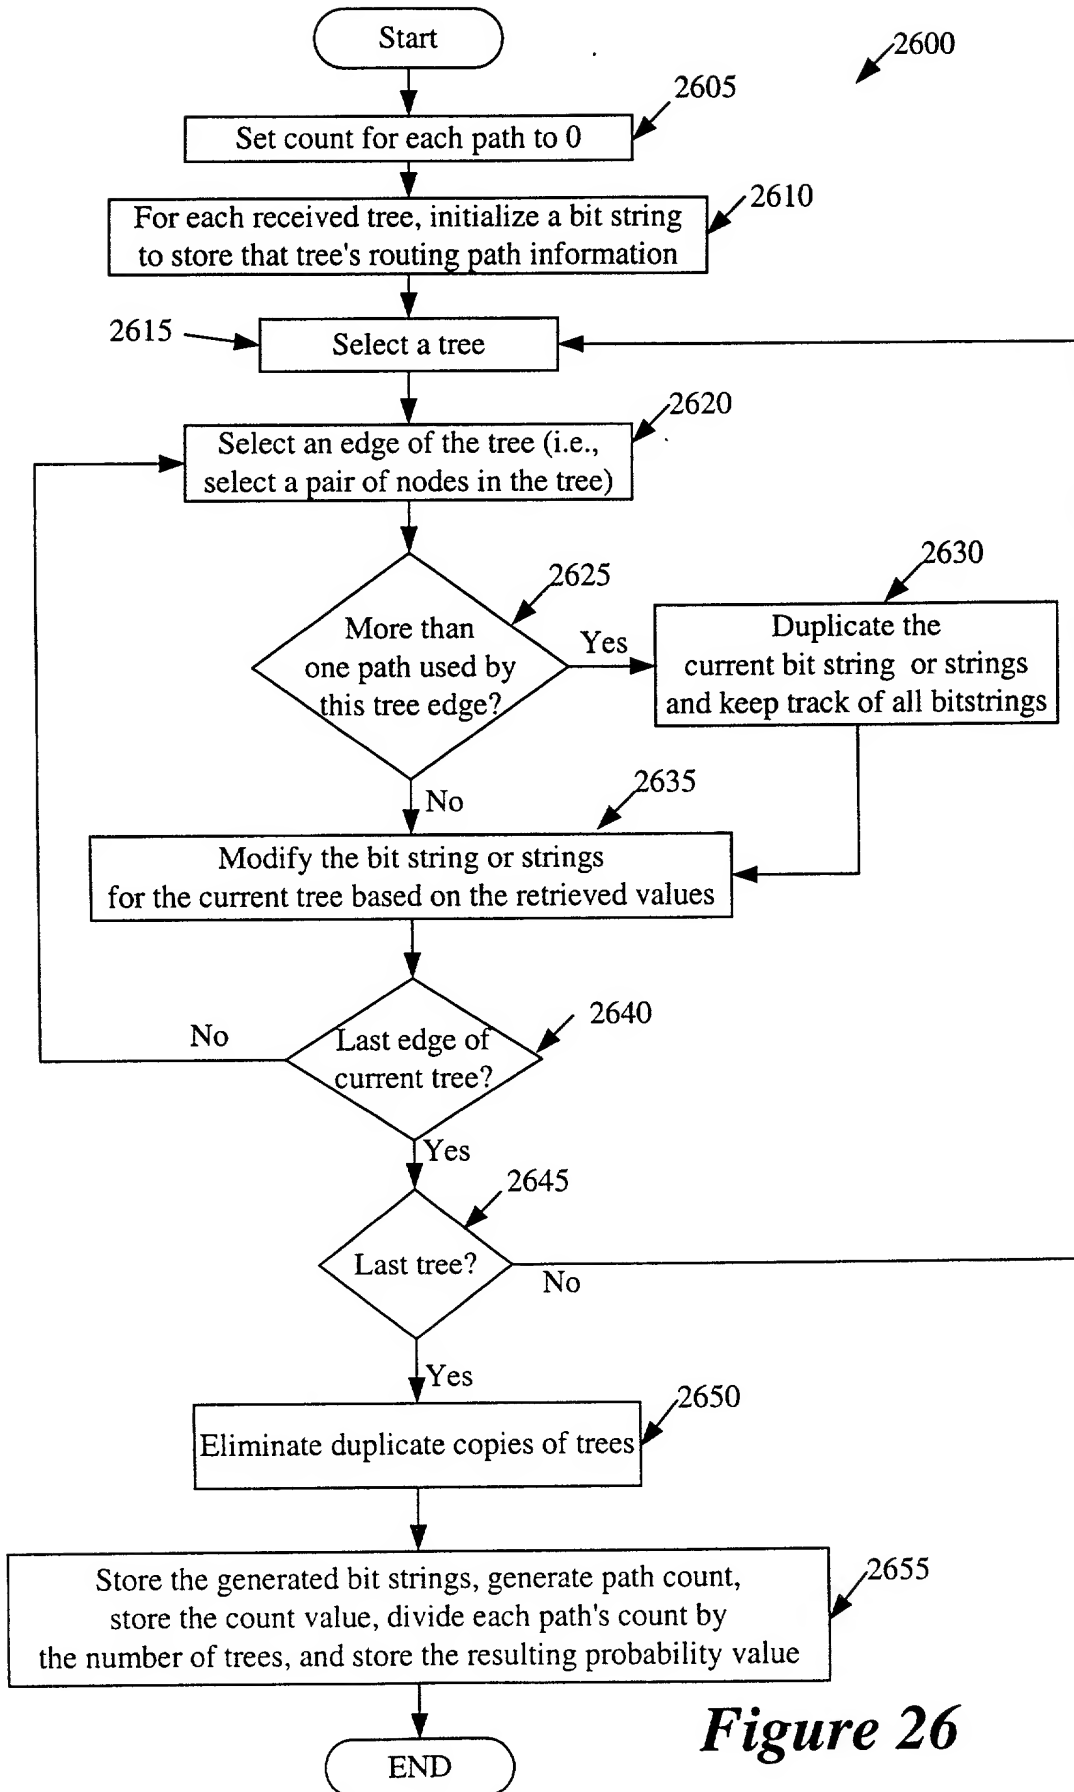 Start
2600
2605
Set count for each path to 0
2610
For each received tree, initialize a bit string
to store that tree's routing path information
2615
Select a tree
2620
Select an edge of the tree (i.e.,
select a pair of nodes in the tree)
2625
More than
one path used by
this tree edge?
Yes
2630
Duplicate the
current bit string or strings
and keep track of all bitstrings
No
2635
Modify the bit string or strings
for the current tree based on the retrieved values
2640
Last edge of
current tree?
No
Yes
2645
Last tree?
No
Yes
2650
Eliminate duplicate copies of trees
2655
Store the generated bit strings, generate path count,
store the count value, divide each path's count by
the number of trees, and store the resulting probability value
END
Figure 26